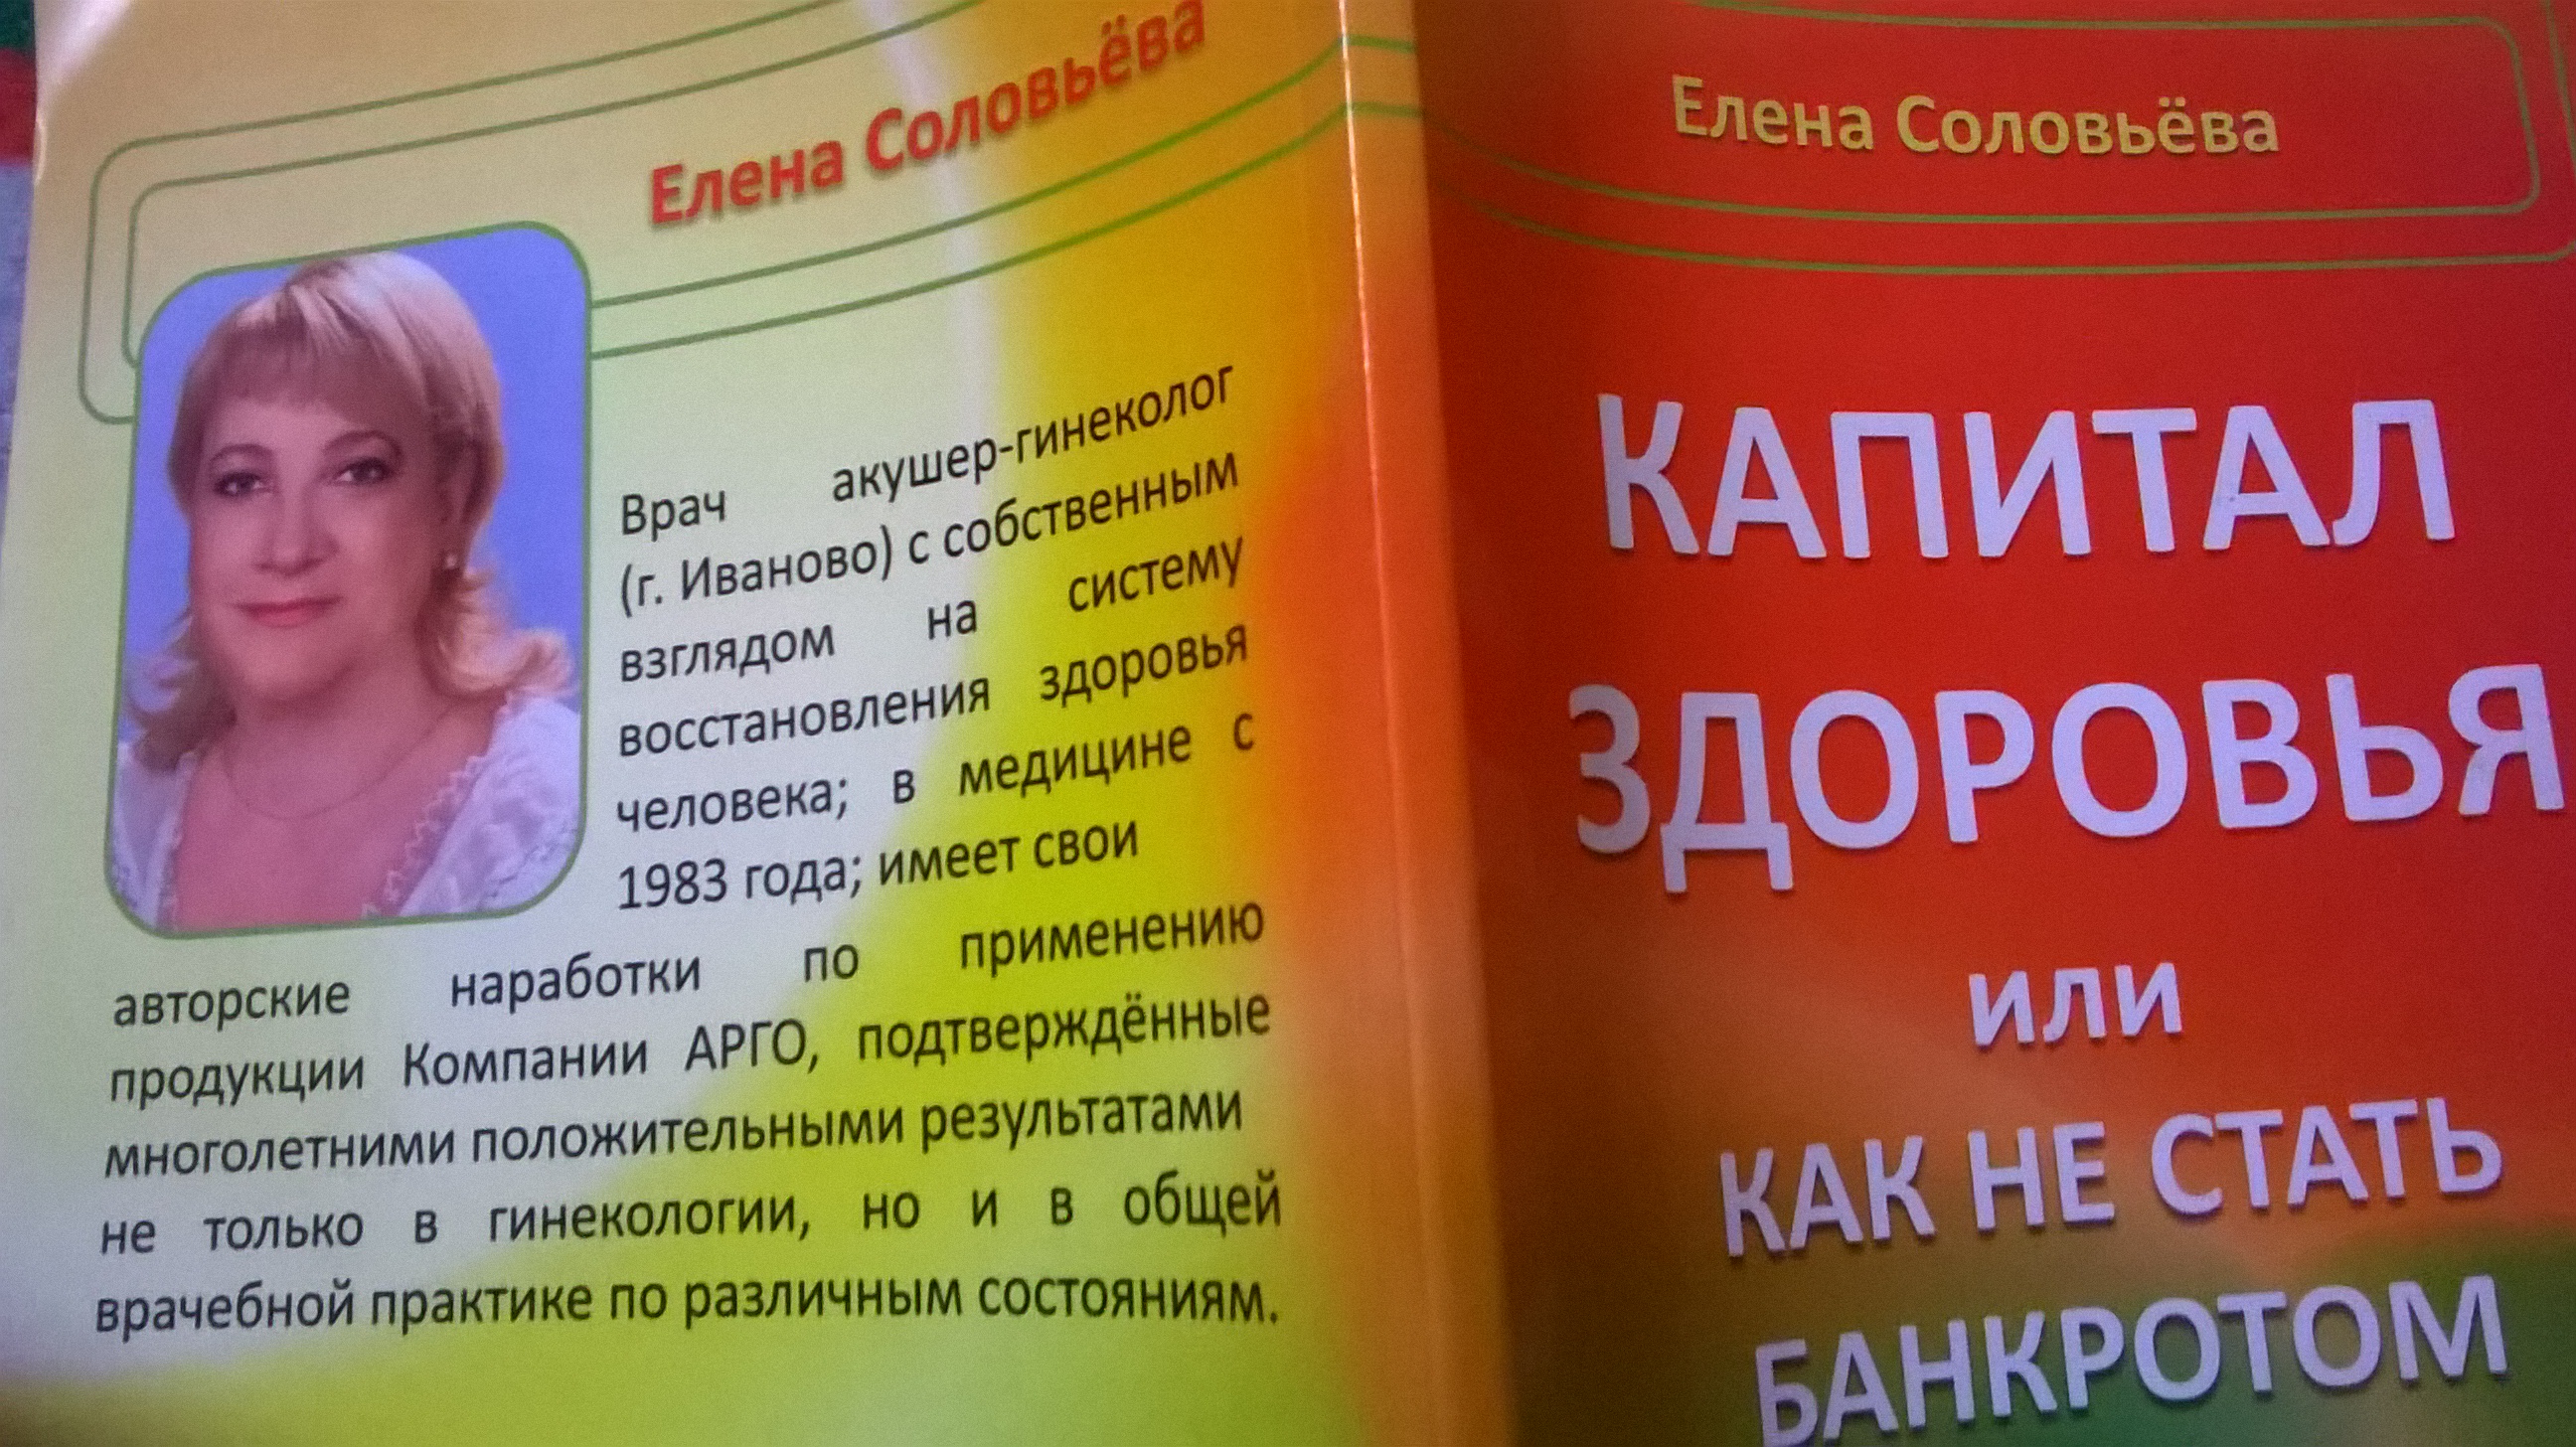 Елена Соловьёва
Врач акушер-гинеколог
(г. Иваново) с собственным
взглядом на систему
восстановления здоровья
человека; в медицине с
1983 года; имеет свои
авторские наработки по применению
продукции Компании АРГО, подтверждённые
многолетними положительными результатами
не только в гинекологии, но и в общей
врачебной практике по различным состояниям.
Елена Соловьёва
КАПИТАЛ
ЗДОРОВЬЯ
ИЛИ
КАК НЕ СТАТЬ
БАНКРОТОМ